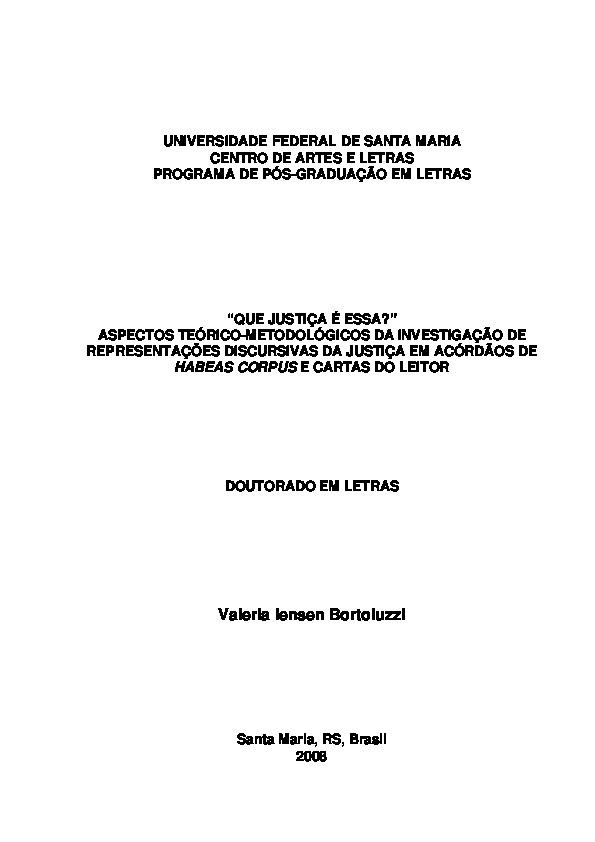 UNIVERSIDADE FEDERAL DE SANTA MARIA
CENTRO DE ARTES E LETRAS
PROGRAMA DE PÓS-GRADUAÇÃO EM LETRAS
“QUE JUSTIÇA É ESSA?”
ASPECTOS TEÓRICO-METODOLÓGICOS DA INVESTIGAÇÃO DE
REPRESENTAÇÕES DISCURSIVAS DA JUSTIÇA EM ACÓRDÃOS DE
HABEAS CORPUS E CARTAS DO LEITOR
DOUTORADO EM LETRAS
Valeria Iensen Bortoluzzi
Santa Maria, RS, Brasil
2008